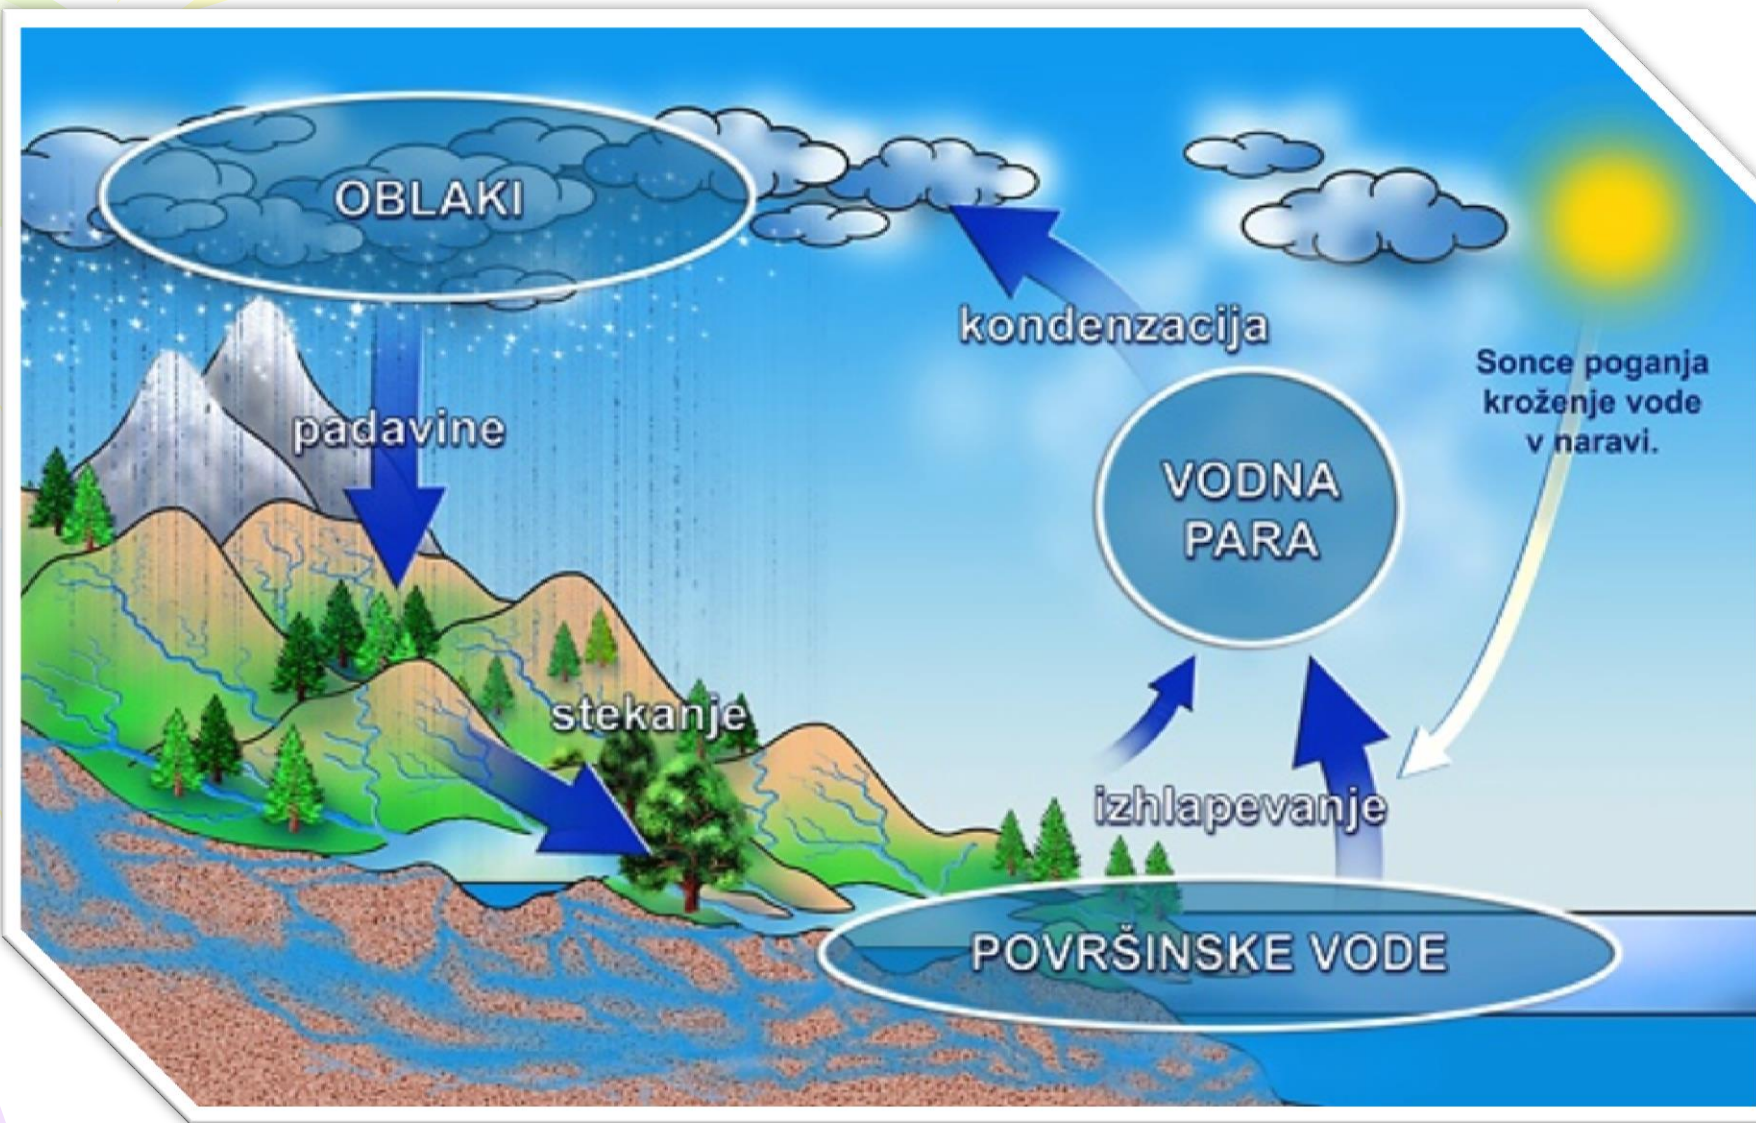 OBLAKI
kondenzacija
Sonce poganja
kroženje vode
v naravi.
padavine
VODNA
PARA
stekanje
izhlapevanje
POVRŠINSKE VODE